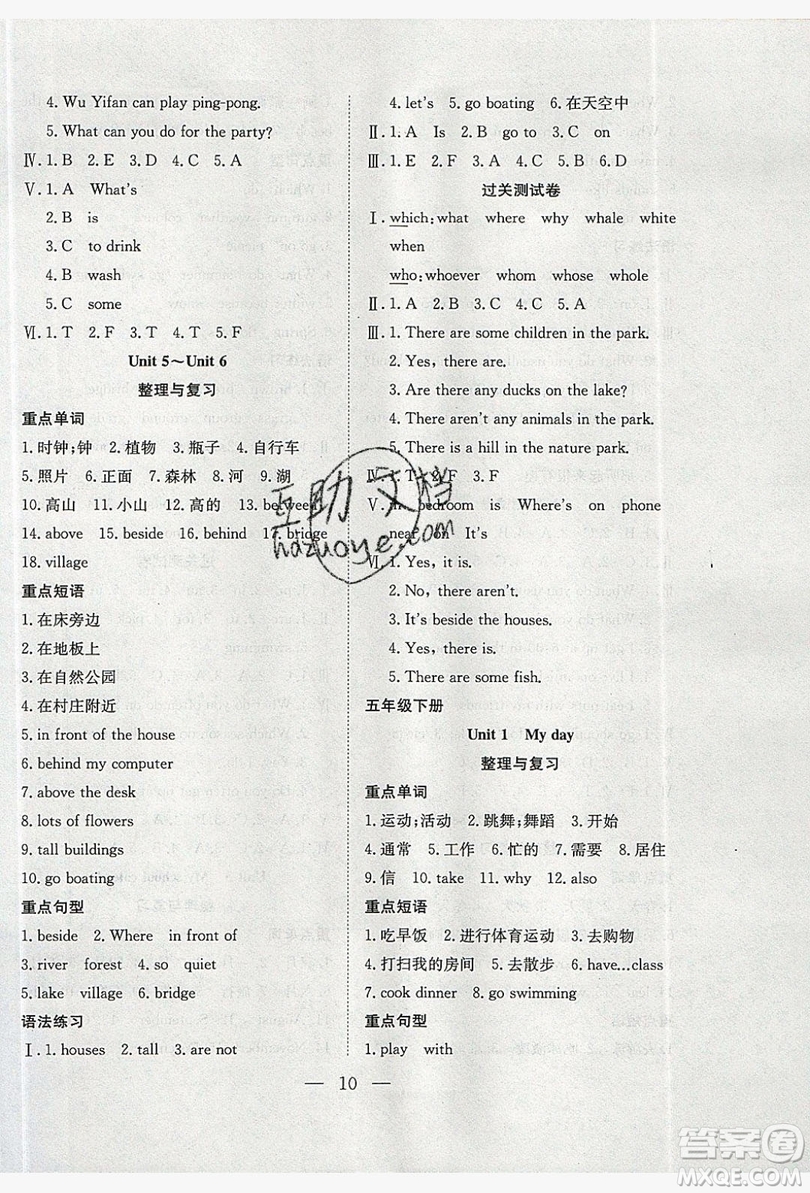 4. Wu Yifan can play ping-pong.
5. What can you do for the party?
Ⅳ. 1. B 2. E 3. D 4. C 5. A
Ⅴ. 1. A What's
2. B is
3. C to drink
4. B wash
5. C some
Ⅵ. 1. T 2. F 3. T 4. T 5. F
Unit 5～Unit 6
整理与复习
重点单词
1. 时钟;钟 2. 植物 3. 瓶子 4. 自行车
5. 照片 6. 正面 7. 森林 8. 河 9. 湖
10. 高山 11. 小山 12. 高的 13. between
14. above 15. beside 16. behind 17. bridge
18. village
重点短语
1. 在床旁边
2. 在地板上
3. 在自然公园
4. 在村庄附近
5. in front of the house
6. behind my computer
7. above the desk
8. lots of flowers
9. tall buildings
10. go boating
重点句型
1. beside 2. Where in front of
3. river forest 4. so quiet
5. lake village 6. bridge
语法练习
Ⅰ. 1. houses 2. tall 3. are not
4. let's 5. go boating 6. 在天空中
Ⅱ. 1. A Is 2. B go to 3. C on
Ⅲ. 1. A 2. E 3. C 4. F 5. B 6. D
过关测试卷
Ⅰ. which:what where why whale white
when
who:whoever whom whose whole
Ⅱ. 1. A 2. B 3. C 4. C 5. A
Ⅲ. 1. There are some children in the park.
2. Yes, there are.
3. Are there any ducks on the lake?
4. There aren't any animals in the park.
5. There is a hill in the nature park.
Ⅳ. 1. T 2. F 3. T 4. F 5. F
Ⅴ. in bedroom is Where's on phone
near on It's
Ⅵ. 1. Yes, it is.
2. No, there aren't.
3. It's beside the houses.
4. Yes, there is.
5. There are some fish.
五年级下册
Unit 1 My day
整理与复习
重点单词
1. 运动;活动 2. 跳舞;舞蹈 3. 开始
4. 通常 5. 工作 6. 忙的 7. 需要 8. 居住
9. 信 10. take 11. why 12. also
重点短语
1. 吃早饭 2. 进行体育运动 3. 去购物
4. 打扫我的房间 5. 去散步 6. have…class
7. cook dinner 8. go swimming
重点句型
1. play with
— 10 —
互助文档
hazuoye.com
答案圈
MXQE.COM